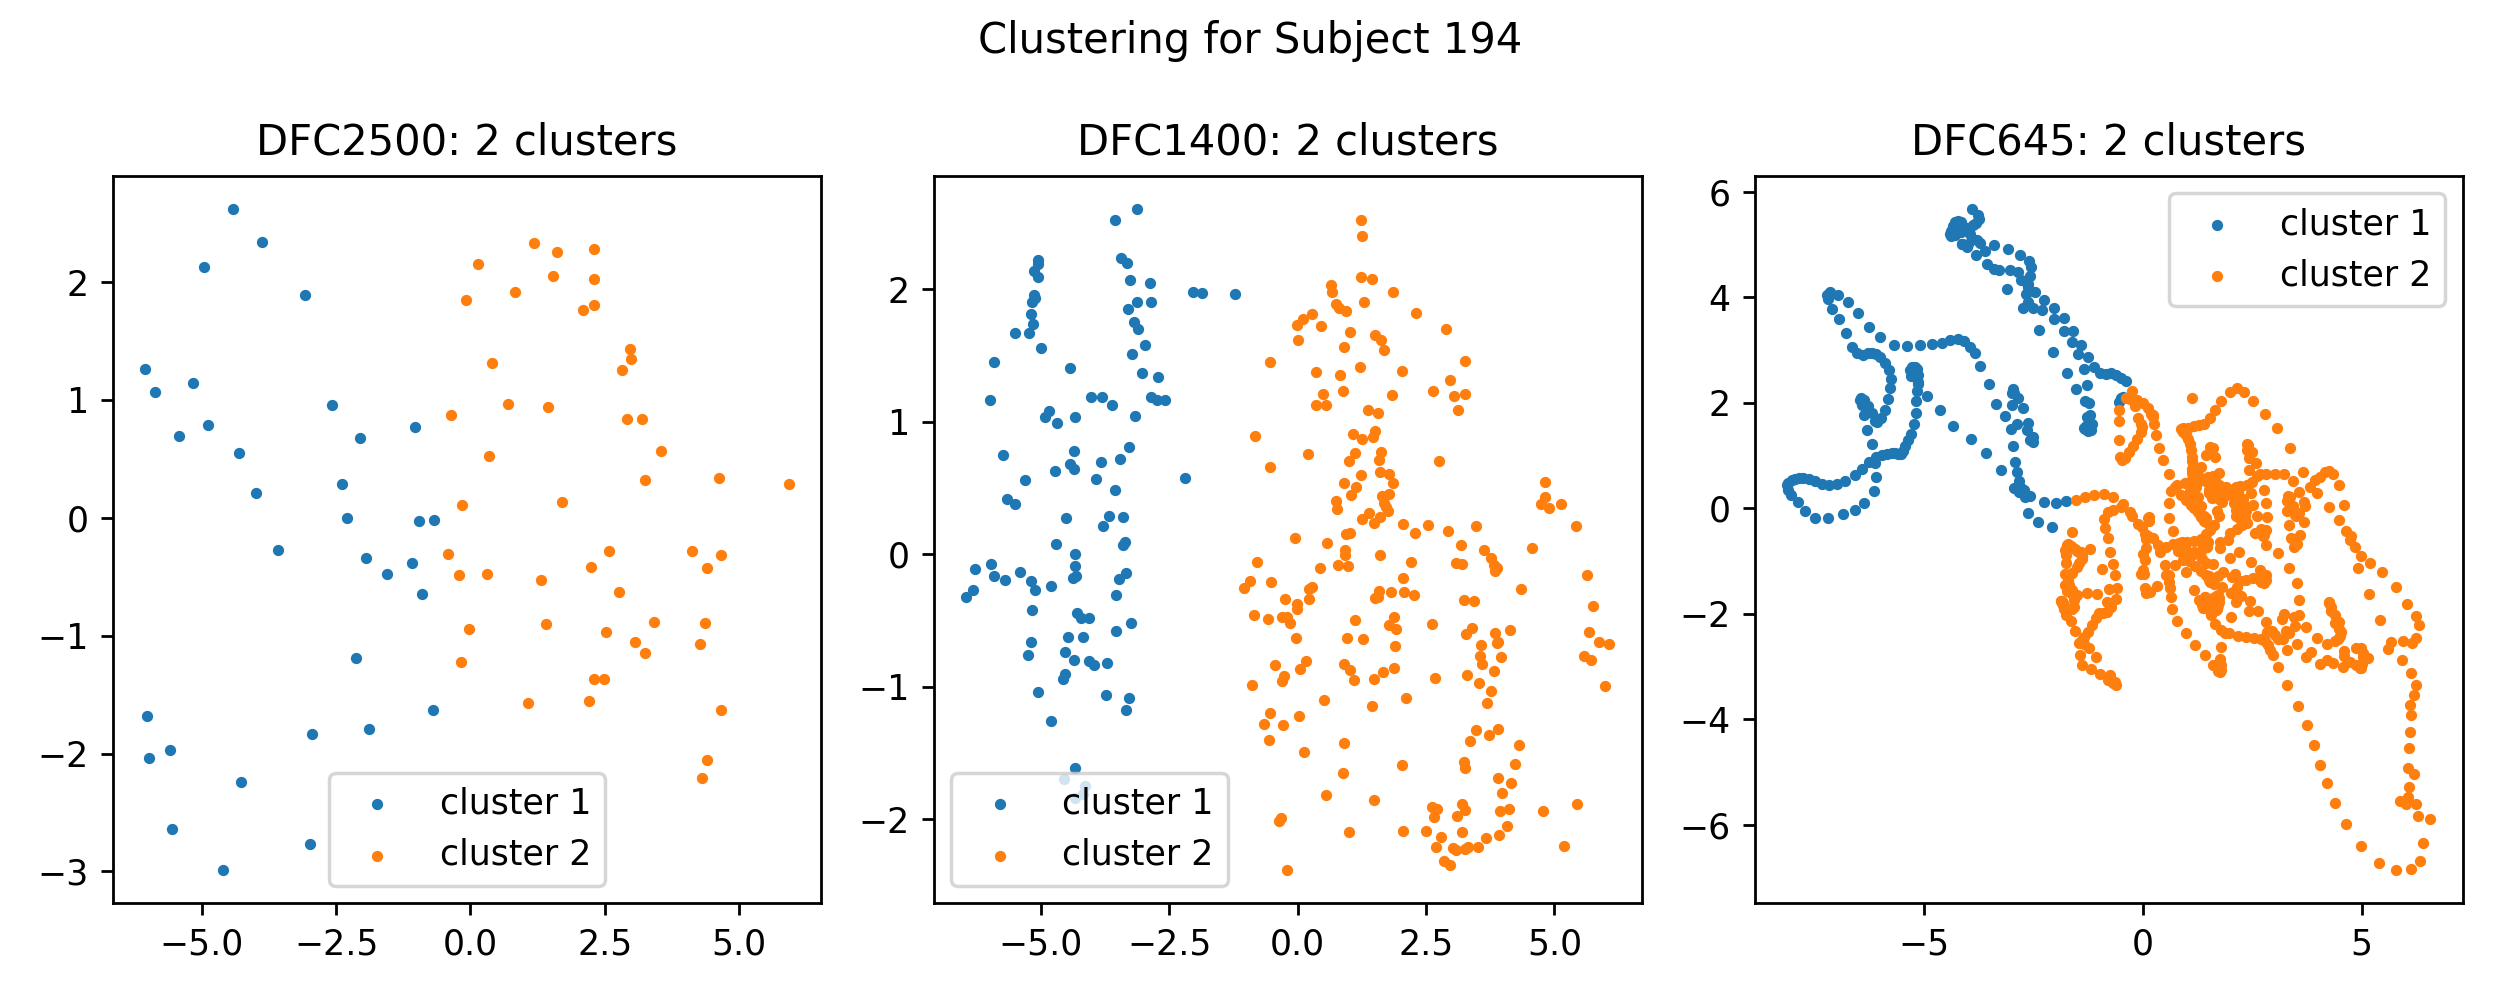 Clustering for Subject 194
DFC2500: 2 clusters
2
1
0
−1
−2
−3
−5.0 −2.5 0.0 2.5 5.0
cluster 1
cluster 2
DFC1400: 2 clusters
2
1
0
−1
−2
−5.0 −2.5 0.0 2.5 5.0
cluster 1
cluster 2
DFC645: 2 clusters
6
4
2
0
−2
−4
−6
−5 0 5
cluster 1
cluster 2